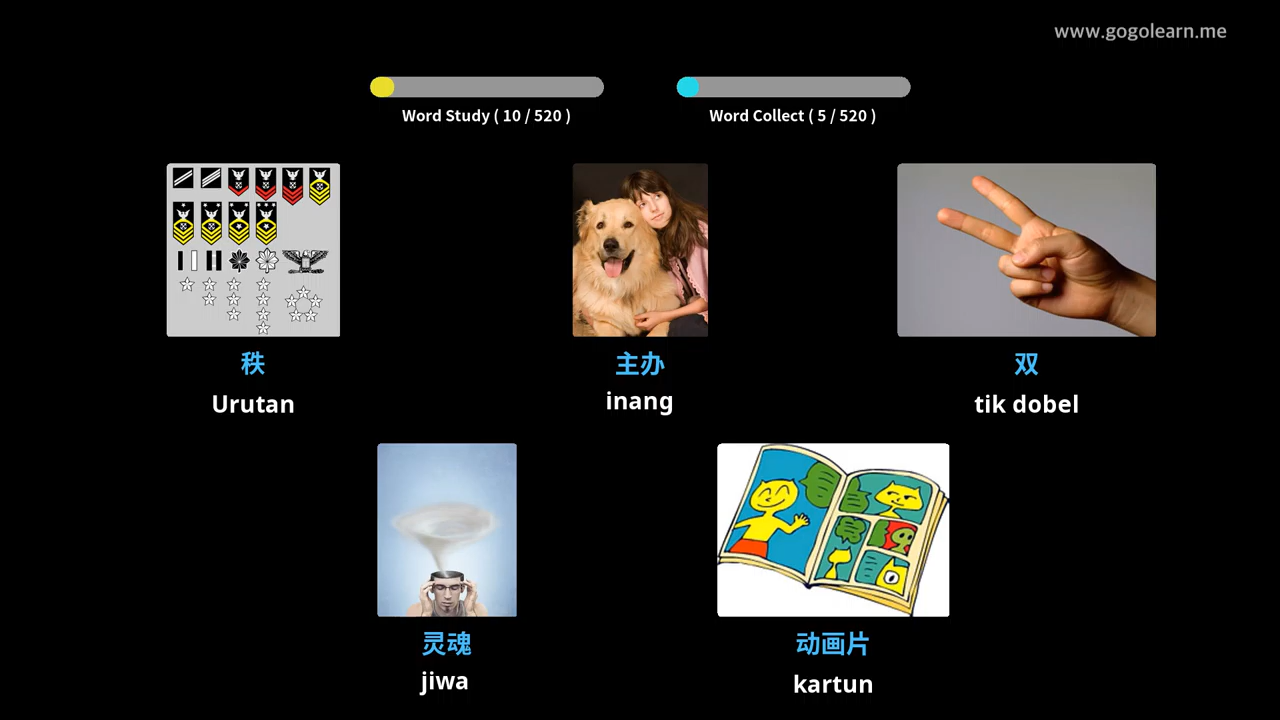 www.gogolearn.me
Word Study ( 10 / 520 )
Word Collect ( 5 / 520 )
秩
主办
双
Urutan
inang
tik dobel
灵魂
动画片
jiwa
kartun